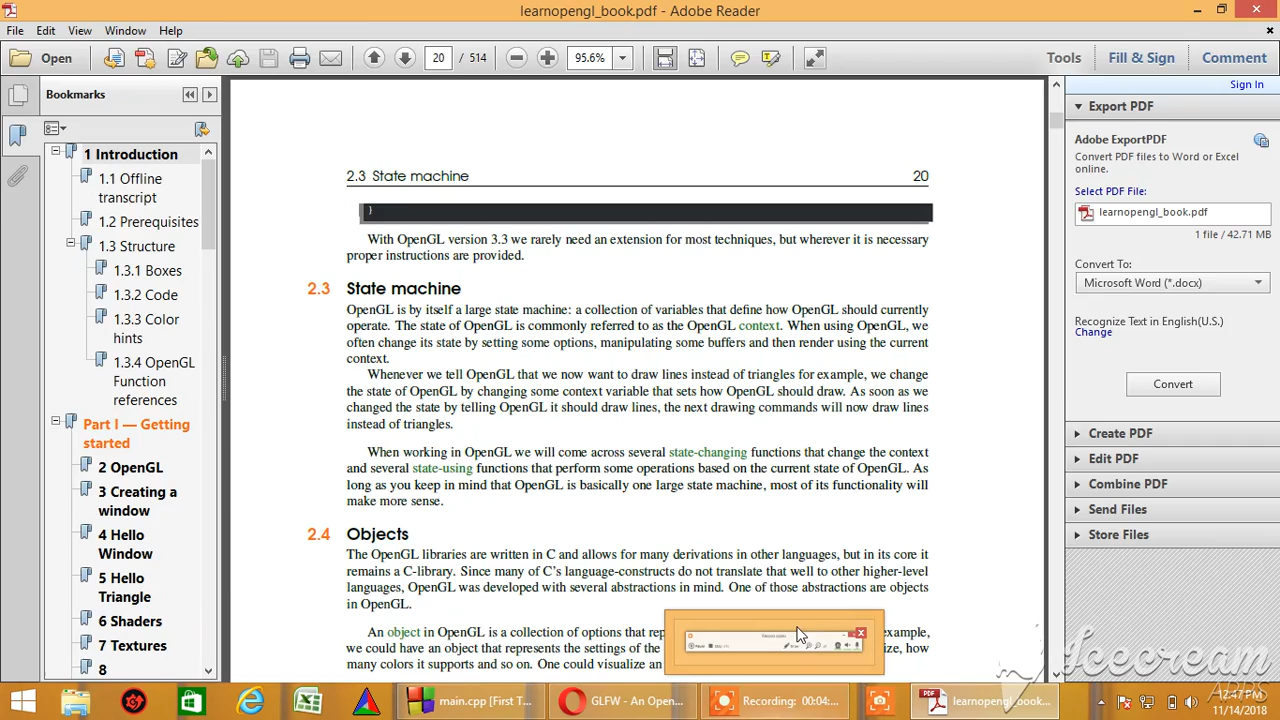 learnopengl_book.pdf - Adobe Reader
File Edit View Window Help
Open 20 / 514 95.6% Tools Fill & Sign Comment
Bookmarks
1 Introduction
1.1 Offline
transcript
1.2 Prerequisites
1.3 Structure
1.3.1 Boxes
1.3.2 Code
1.3.3 Color
hints
1.3.4 OpenGL
Function
references
Part I — Getting
started
2 OpenGL
3 Creating a
window
4 Hello
Window
5 Hello
Triangle
6 Shaders
7 Textures
8
2.3 State machine 20
}
With OpenGL version 3.3 we rarely need an extension for most techniques, but wherever it is necessary
proper instructions are provided.
2.3 State machine
OpenGL is by itself a large state machine: a collection of variables that define how OpenGL should currently
operate. The state of OpenGL is commonly referred to as the OpenGL context. When using OpenGL, we
often change its state by setting some options, manipulating some buffers and then render using the current
context.
Whenever we tell OpenGL that we now want to draw lines instead of triangles for example, we change
the state of OpenGL by changing some context variable that sets how OpenGL should draw. As soon as we
changed the state by telling OpenGL it should draw lines, the next drawing commands will now draw lines
instead of triangles.
When working in OpenGL we will come across several state-changing functions that change the context
and several state-using functions that perform some operations based on the current state of OpenGL. As
long as you keep in mind that OpenGL is basically one large state machine, most of its functionality will
make more sense.
2.4 Objects
The OpenGL libraries are written in C and allows for many derivations in other languages, but in its core it
remains a C-library. Since many of C's language-constructs do not translate that well to other higher-level
languages, OpenGL was developed with several abstractions in mind. One of those abstractions are objects
in OpenGL.
An object in OpenGL is a collection of options that rep example,
we could have an object that represents the settings of the ize, how
many colors it supports and so on. One could visualize an
Sign In
Export PDF
Adobe ExportPDF
Convert PDF files to Word or Excel
online.
Select PDF File:
learnopengl_book.pdf
1 file / 42.71 MB
Convert To:
Microsoft Word (*.docx)
Recognize Text in English(U.S.)
Change
Convert
Create PDF
Edit PDF
Combine PDF
Send Files
Store Files
Icecream
APPS
main.cpp [First T... GLFW - An Open... Recording: 00:04:... learnopengl_book...
12:47 PM
11/14/2018